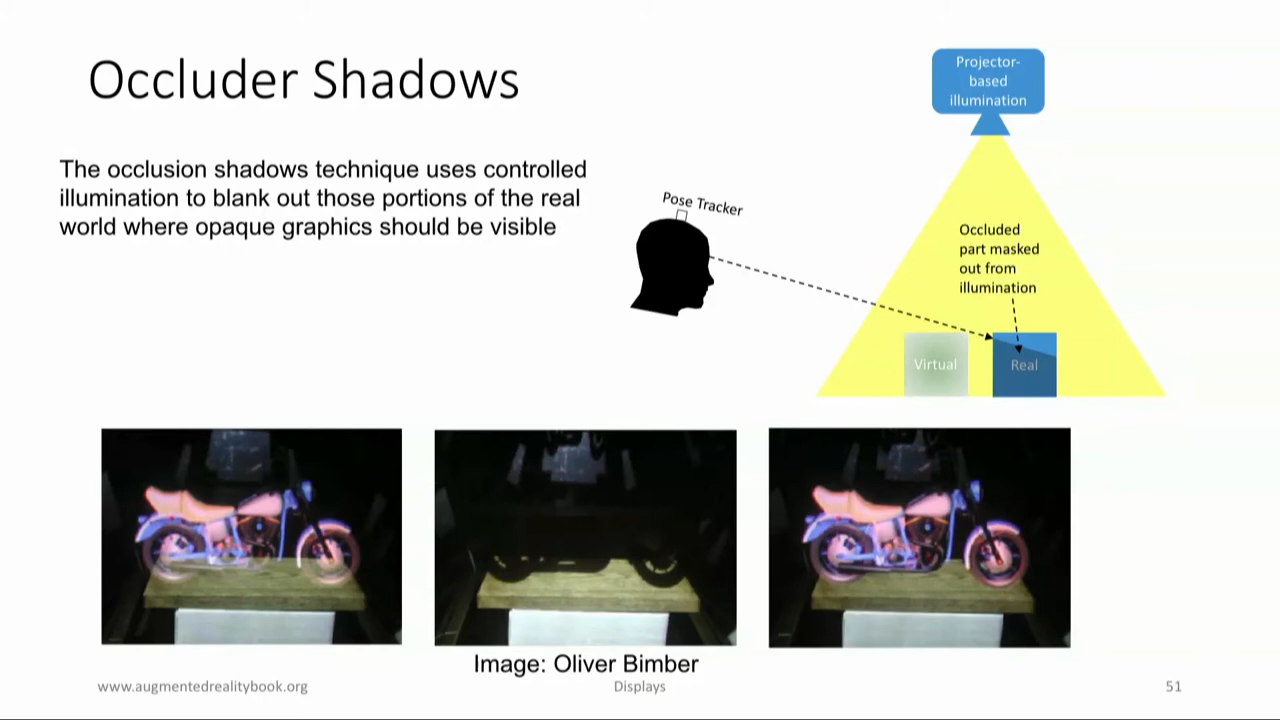 Occluder Shadows
The occlusion shadows technique uses controlled
illumination to blank out those portions of the real
world where opaque graphics should be visible
Projector-
based
illumination
Pose Tracker
Occluded
part masked
out from
illumination
Virtual
Real
Image: Oliver Bimber
www.augmentedrealitybook.org
Displays
51